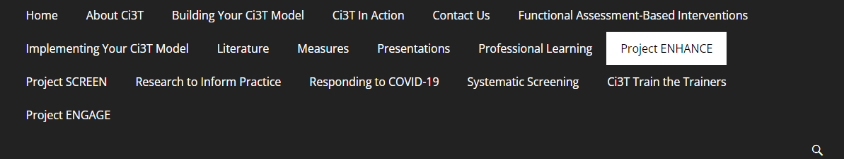 Home About Ci3T Building Your Ci3T Model Ci3T In Action Contact Us Functional Assessment-Based Interventions
Implementing Your Ci3T Model Literature Measures Presentations Professional Learning Project ENHANCE
Project SCREEN Research to Inform Practice Responding to COVID-19 Systematic Screening Ci3T Train the Trainers
Project ENGAGE